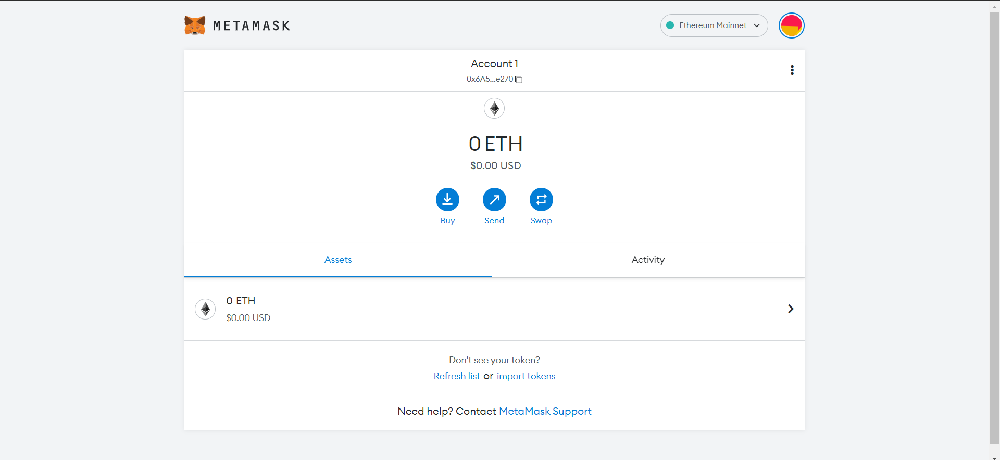 METAMASK
Ethereum Mainnet
Account 1
0x6A5...e270
0 ETH
$0.00 USD
Buy
Send
Swap
Assets
Activity
0 ETH
$0.00 USD
Don't see your token?
Refresh list or import tokens
Need help? Contact MetaMask Support